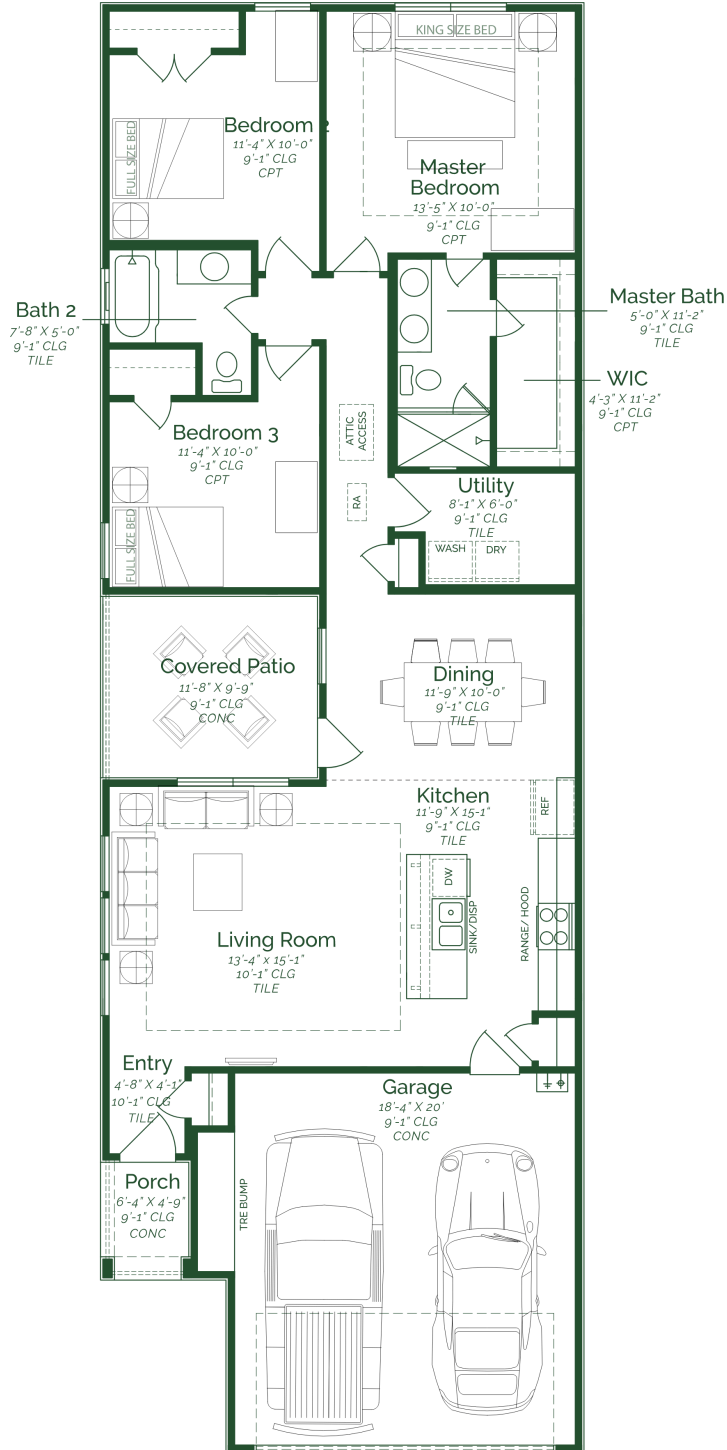 KING SIZE BED
Bedroom 2
11'-4" X 10'-0"
9'-1" CLG
CPT
FULL SIZE BED
Master
Bedroom
13'-5" X 10'-0"
9'-1" CLG
CPT
Bath 2
7'-8" X 5'-0"
9'-1" CLG
TILE
Master Bath
5'-0" X 11'-2"
9'-1" CLG
TILE
WIC
4'-3" X 11'-2"
9'-1" CLG
CPT
Bedroom 3
11'-4" X 10'-0"
9'-1" CLG
CPT
FULL SIZE BED
ATTIC
ACCESS
RA
Utility
8'-1" X 6'-0"
9'-1" CLG
TILE
WASH
DRY
Covered Patio
11'-8" X 9'-9"
9'-1" CLG
CONC
Dining
11'-9" X 10'-0"
9'-1" CLG
TILE
Kitchen
11'-9" X 15'-1"
9"-1" CLG
TILE
REF
DW
SINK/DISP
RANGE/ HOOD
Living Room
13'-4" x 15'-1"
10'-1" CLG
TILE
Entry
4'-8" X 4'-1"
10'-1" CLG
TILE
Garage
18'-4" X 20'
9'-1" CLG
CONC
Porch
6'-4" X 4'-9"
9'-1" CLG
CONC
TRE BUMP